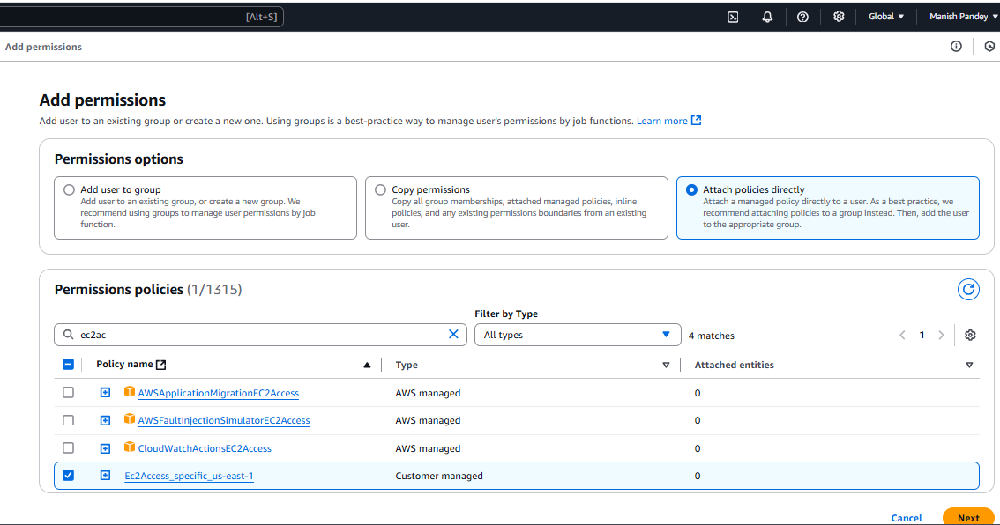 [Alt+S]
Global
Manish Pandey
Add permissions
Add permissions
Add user to an existing group or create a new one. Using groups is a best-practice way to manage user's permissions by job functions. Learn more
Permissions options
Add user to group
Add user to an existing group, or create a new group. We
recommend using groups to manage user permissions by job
function.
Copy permissions
Copy all group memberships, attached managed policies, inline
policies, and any existing permissions boundaries from an existing
user.
Attach policies directly
Attach a managed policy directly to a user. As a best practice, we
recommend attaching policies to a group instead. Then, add the user
to the appropriate group.
Permissions policies (1/1315)
Filter by Type
ec2ac
All types
4 matches
1
Policy name
Type
Attached entities
AWSApplicationMigrationEC2Access
AWS managed
0
AWSFaultInjectionSimulatorEC2Access
AWS managed
0
CloudWatchActionsEC2Access
AWS managed
0
Ec2Access_specific_us-east-1
Customer managed
0
Cancel
Next